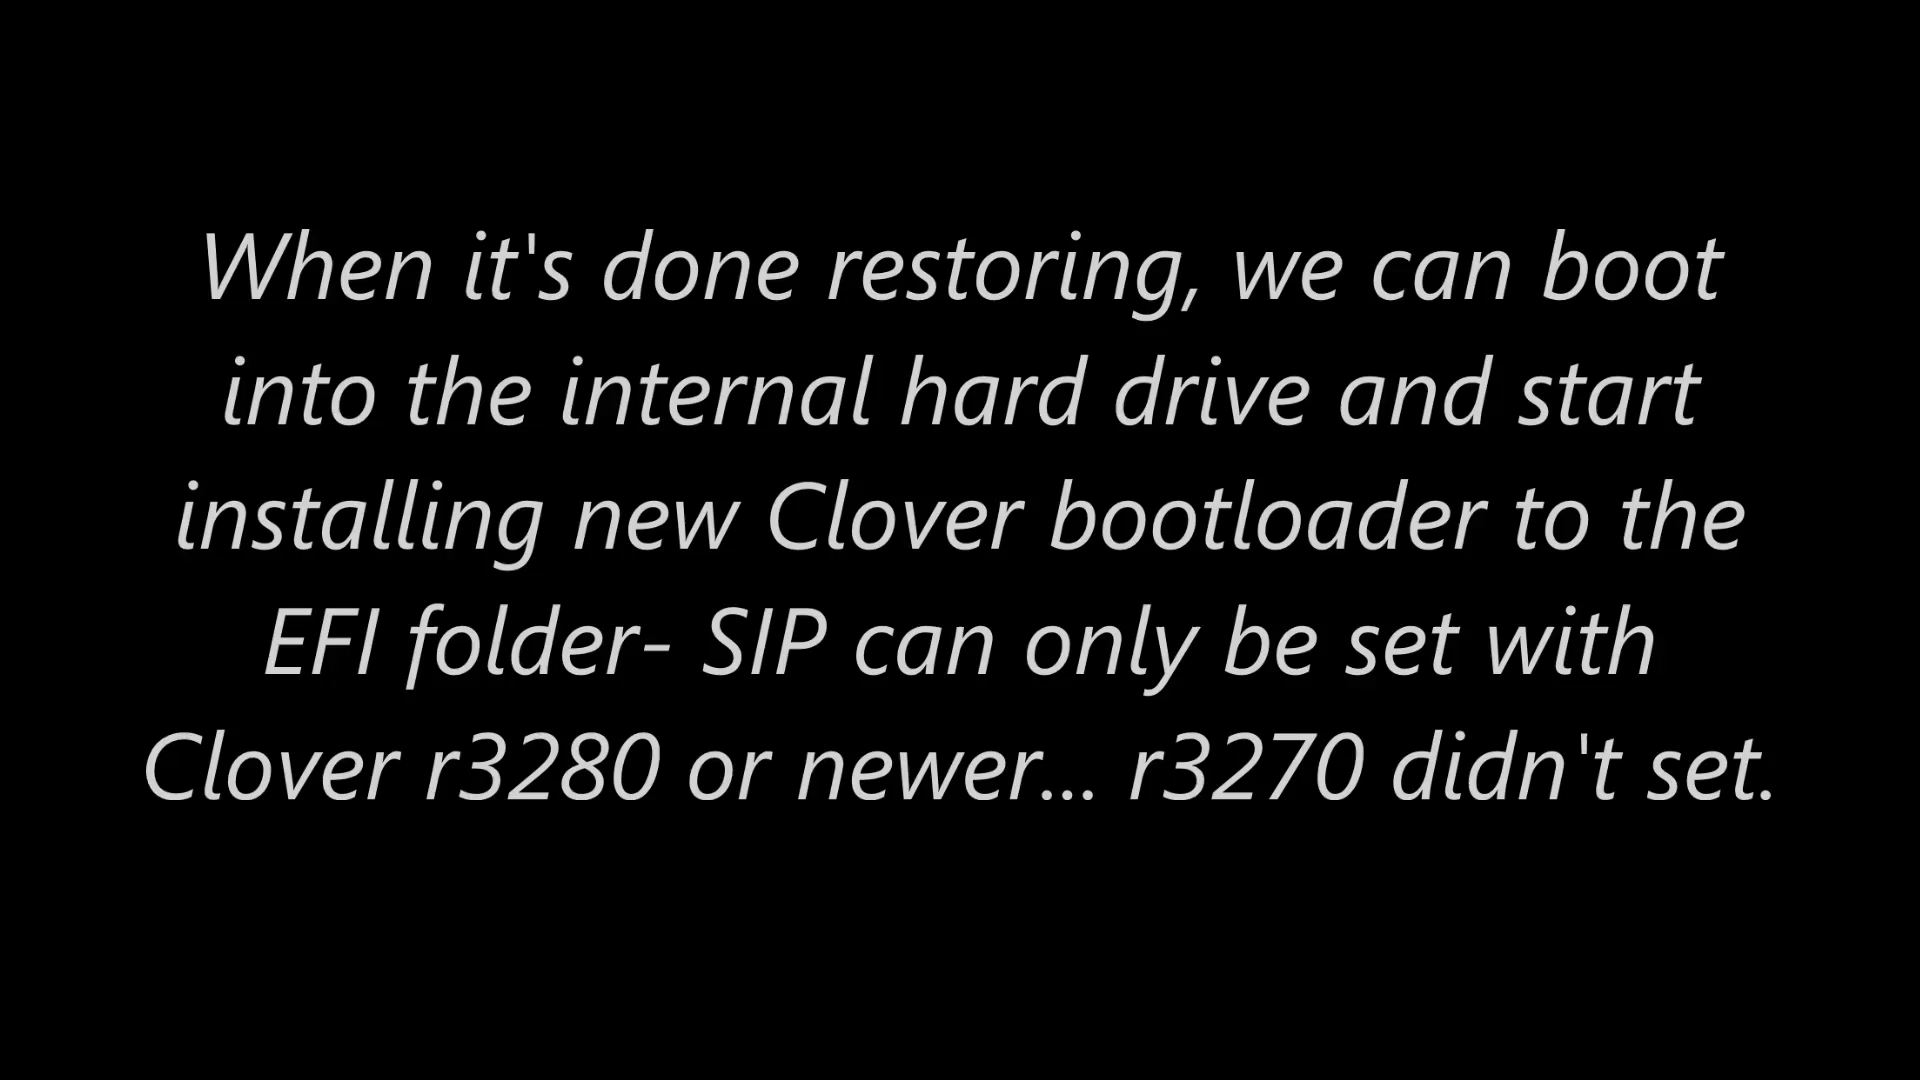 When it's done restoring, we can boot
into the internal hard drive and start
installing new Clover bootloader to the
EFI folder- SIP can only be set with
Clover r3280 or newer... r3270 didn't set.